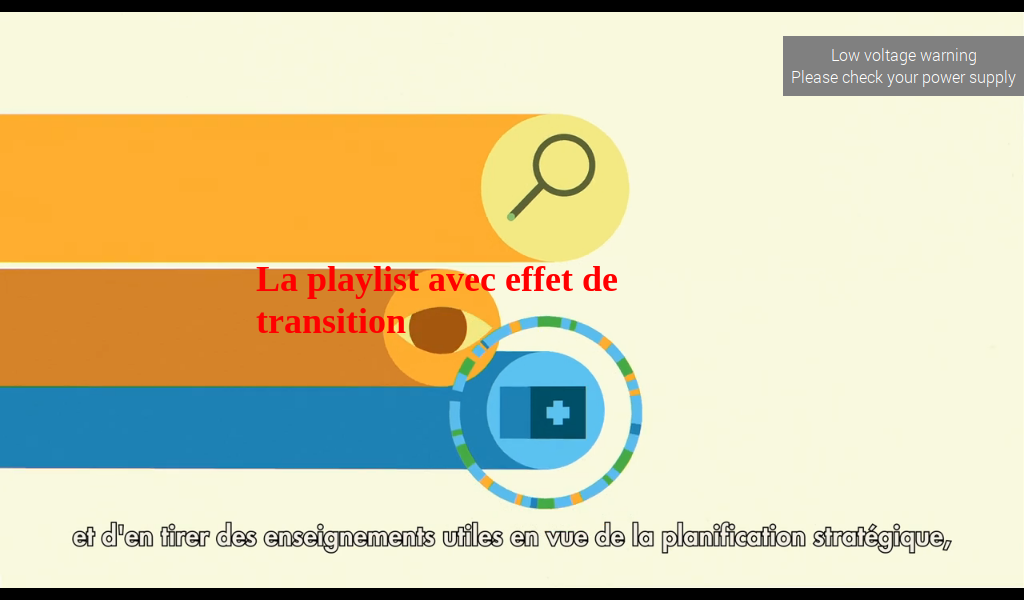 Low voltage warning
Please check your power supply
La playlist avec effet de
transition
et d'en tirer des enseignements utiles en vue de la planification stratégique,